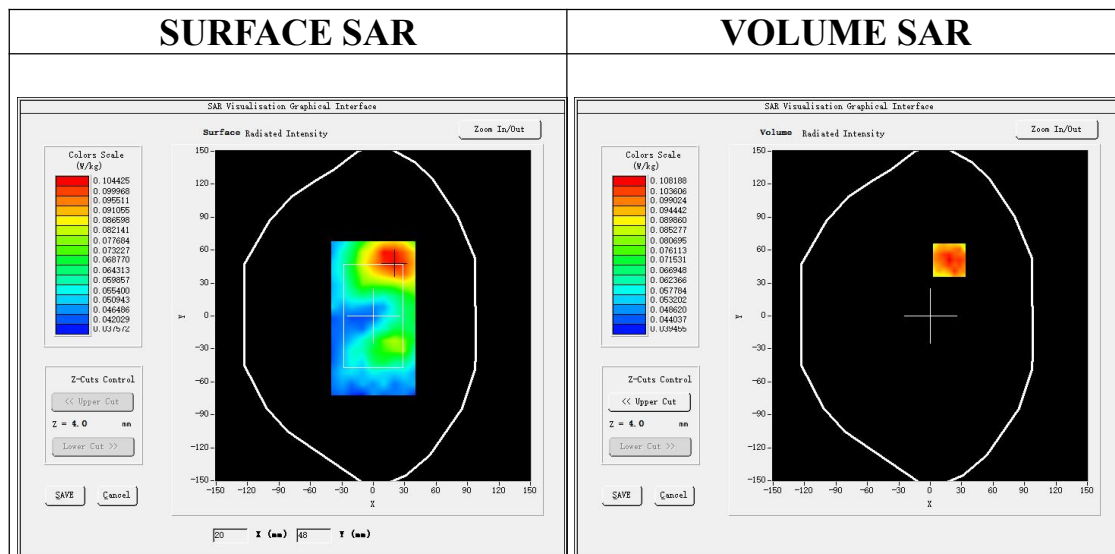 SURFACE SAR
VOLUME SAR
SAR Visualisation Graphical Interface
Surface Radiated Intensity
Zoom In/Out
Colors Scale
(W/kg)
0.104425
0.099968
0.095511
0.091055
0.086598
0.082141
0.077684
0.073227
0.068770
0.064313
0.059857
0.055400
0.050943
0.046486
0.042029
0.037572
150
120
90
60
30
0
-30
-60
-90
-120
-150
Y
-150 -120 -90 -60 -30 0 30 60 90 120 150
X
Z-Cuts Control
<< Upper Cut
Z = 4.0 mm
Lower Cut >>
SAVE Cancel
20 X (mm) 48 Y (mm)
SAR Visualisation Graphical Interface
Volume Radiated Intensity
Zoom In/Out
Colors Scale
(W/kg)
0.108188
0.103606
0.099024
0.094442
0.089860
0.085277
0.080695
0.076113
0.071531
0.066948
0.062366
0.057784
0.053202
0.048620
0.044037
0.039455
150
120
90
60
30
0
-30
-60
-90
-120
-150
Y
-150 -120 -90 -60 -30 0 30 60 90 120 150
X
Z-Cuts Control
<< Upper Cut
Z = 4.0 mm
Lower Cut >>
SAVE Cancel